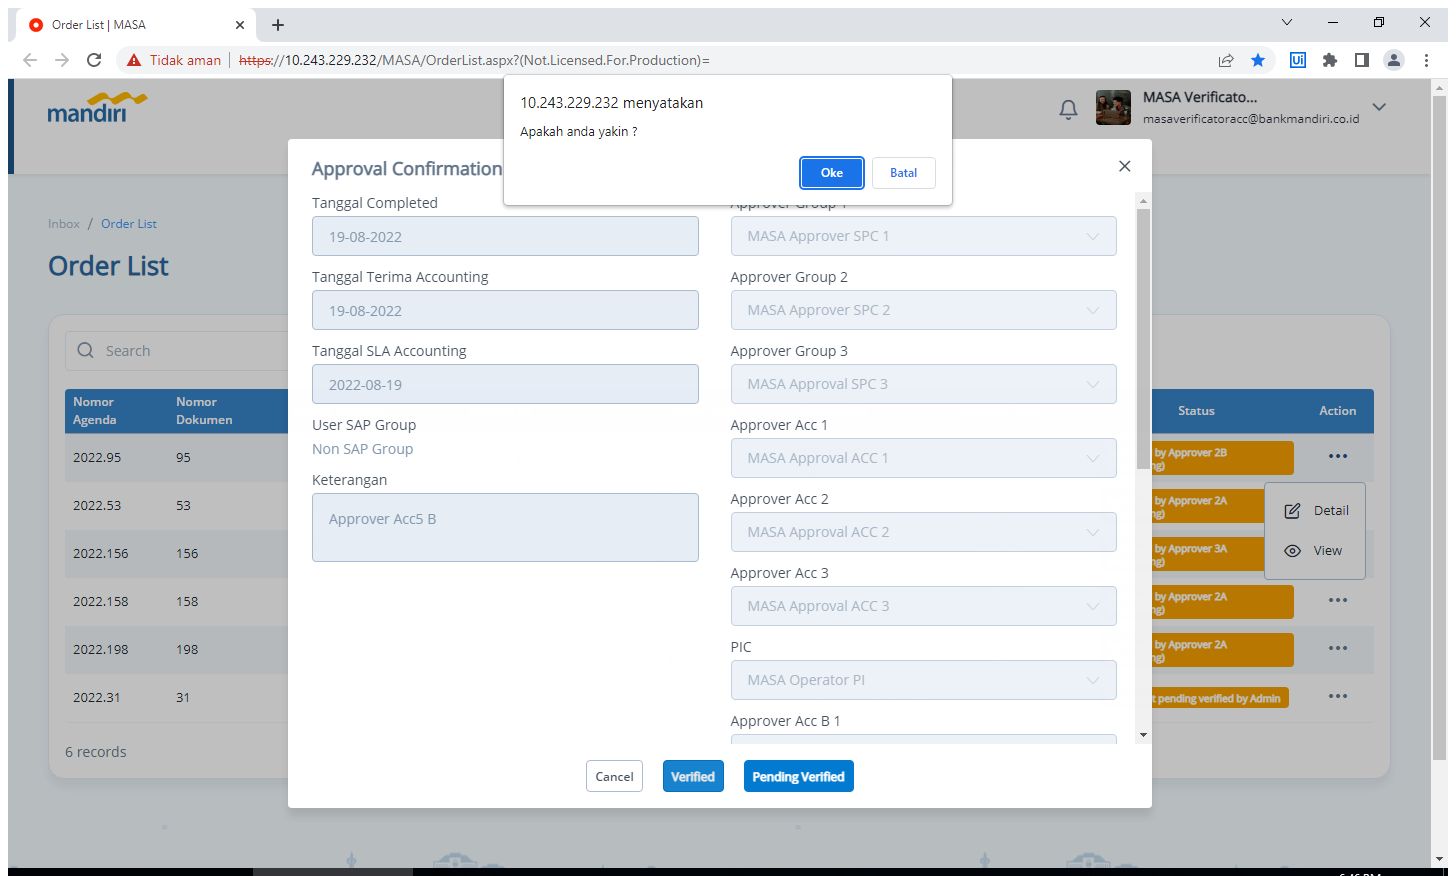 Order List | MASA
Tidak aman
https://10.243.229.232/MASA/OrderList.aspx?(Not.Licensed.For.Production)=
Ui
mandiri
MASA Verificato...
masaverificatoracc@bankmandiri.co.id
10.243.229.232 menyatakan
Apakah anda yakin ?
Oke
Batal
Inbox / Order List
Order List
Search
Nomor Agenda
Nomor Dokumen
Status
Action
2022.95
95
by Approver 2B
2022.53
53
by Approver 2A
2022.156
156
by Approver 3A
2022.158
158
by Approver 2A
2022.198
198
by Approver 2A
2022.31
31
pending verified by Admin
6 records
Detail
View
Approval Confirmation
Tanggal Completed
19-08-2022
Tanggal Terima Accounting
19-08-2022
Tanggal SLA Accounting
2022-08-19
User SAP Group
Non SAP Group
Keterangan
Approver Acc5 B
Approver Group 1
MASA Approver SPC 1
Approver Group 2
MASA Approver SPC 2
Approver Group 3
MASA Approval SPC 3
Approver Acc 1
MASA Approval ACC 1
Approver Acc 2
MASA Approval ACC 2
Approver Acc 3
MASA Approval ACC 3
PIC
MASA Operator PI
Approver Acc B 1
Cancel
Verified
Pending Verified